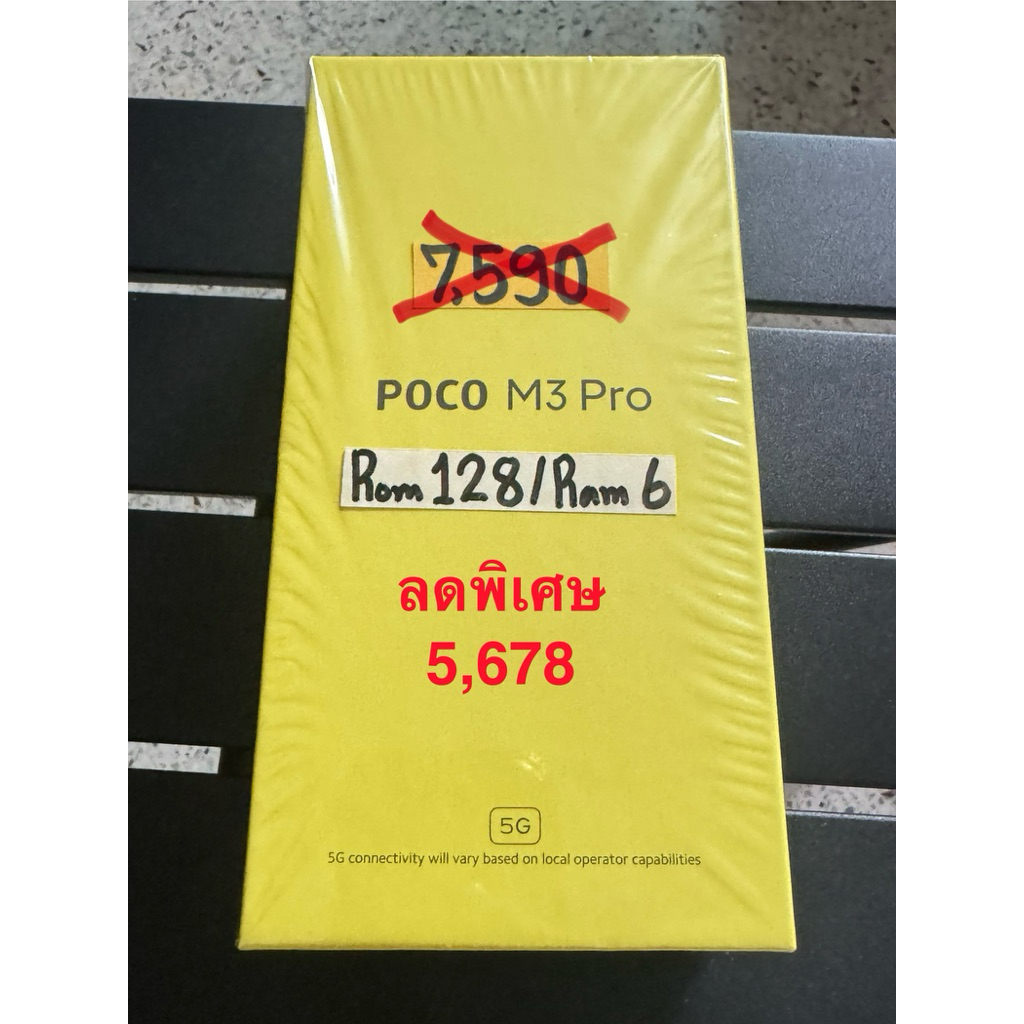 7,590
POCO M3 Pro
Rom 128/Ram 6
ลดพิเศษ
5,678
5G
5G connectivity will vary based on local operator capabilities